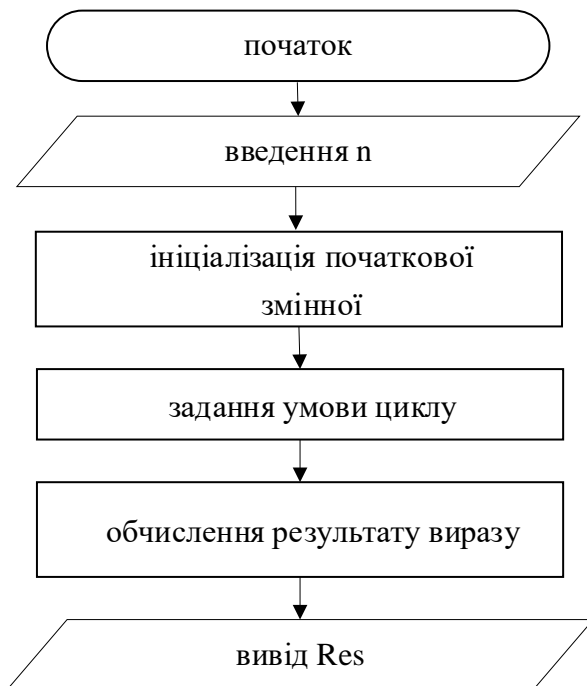 початок
введення n
ініціалізація початкової
змінної
задання умови циклу
обчислення результату виразу
вивід Res